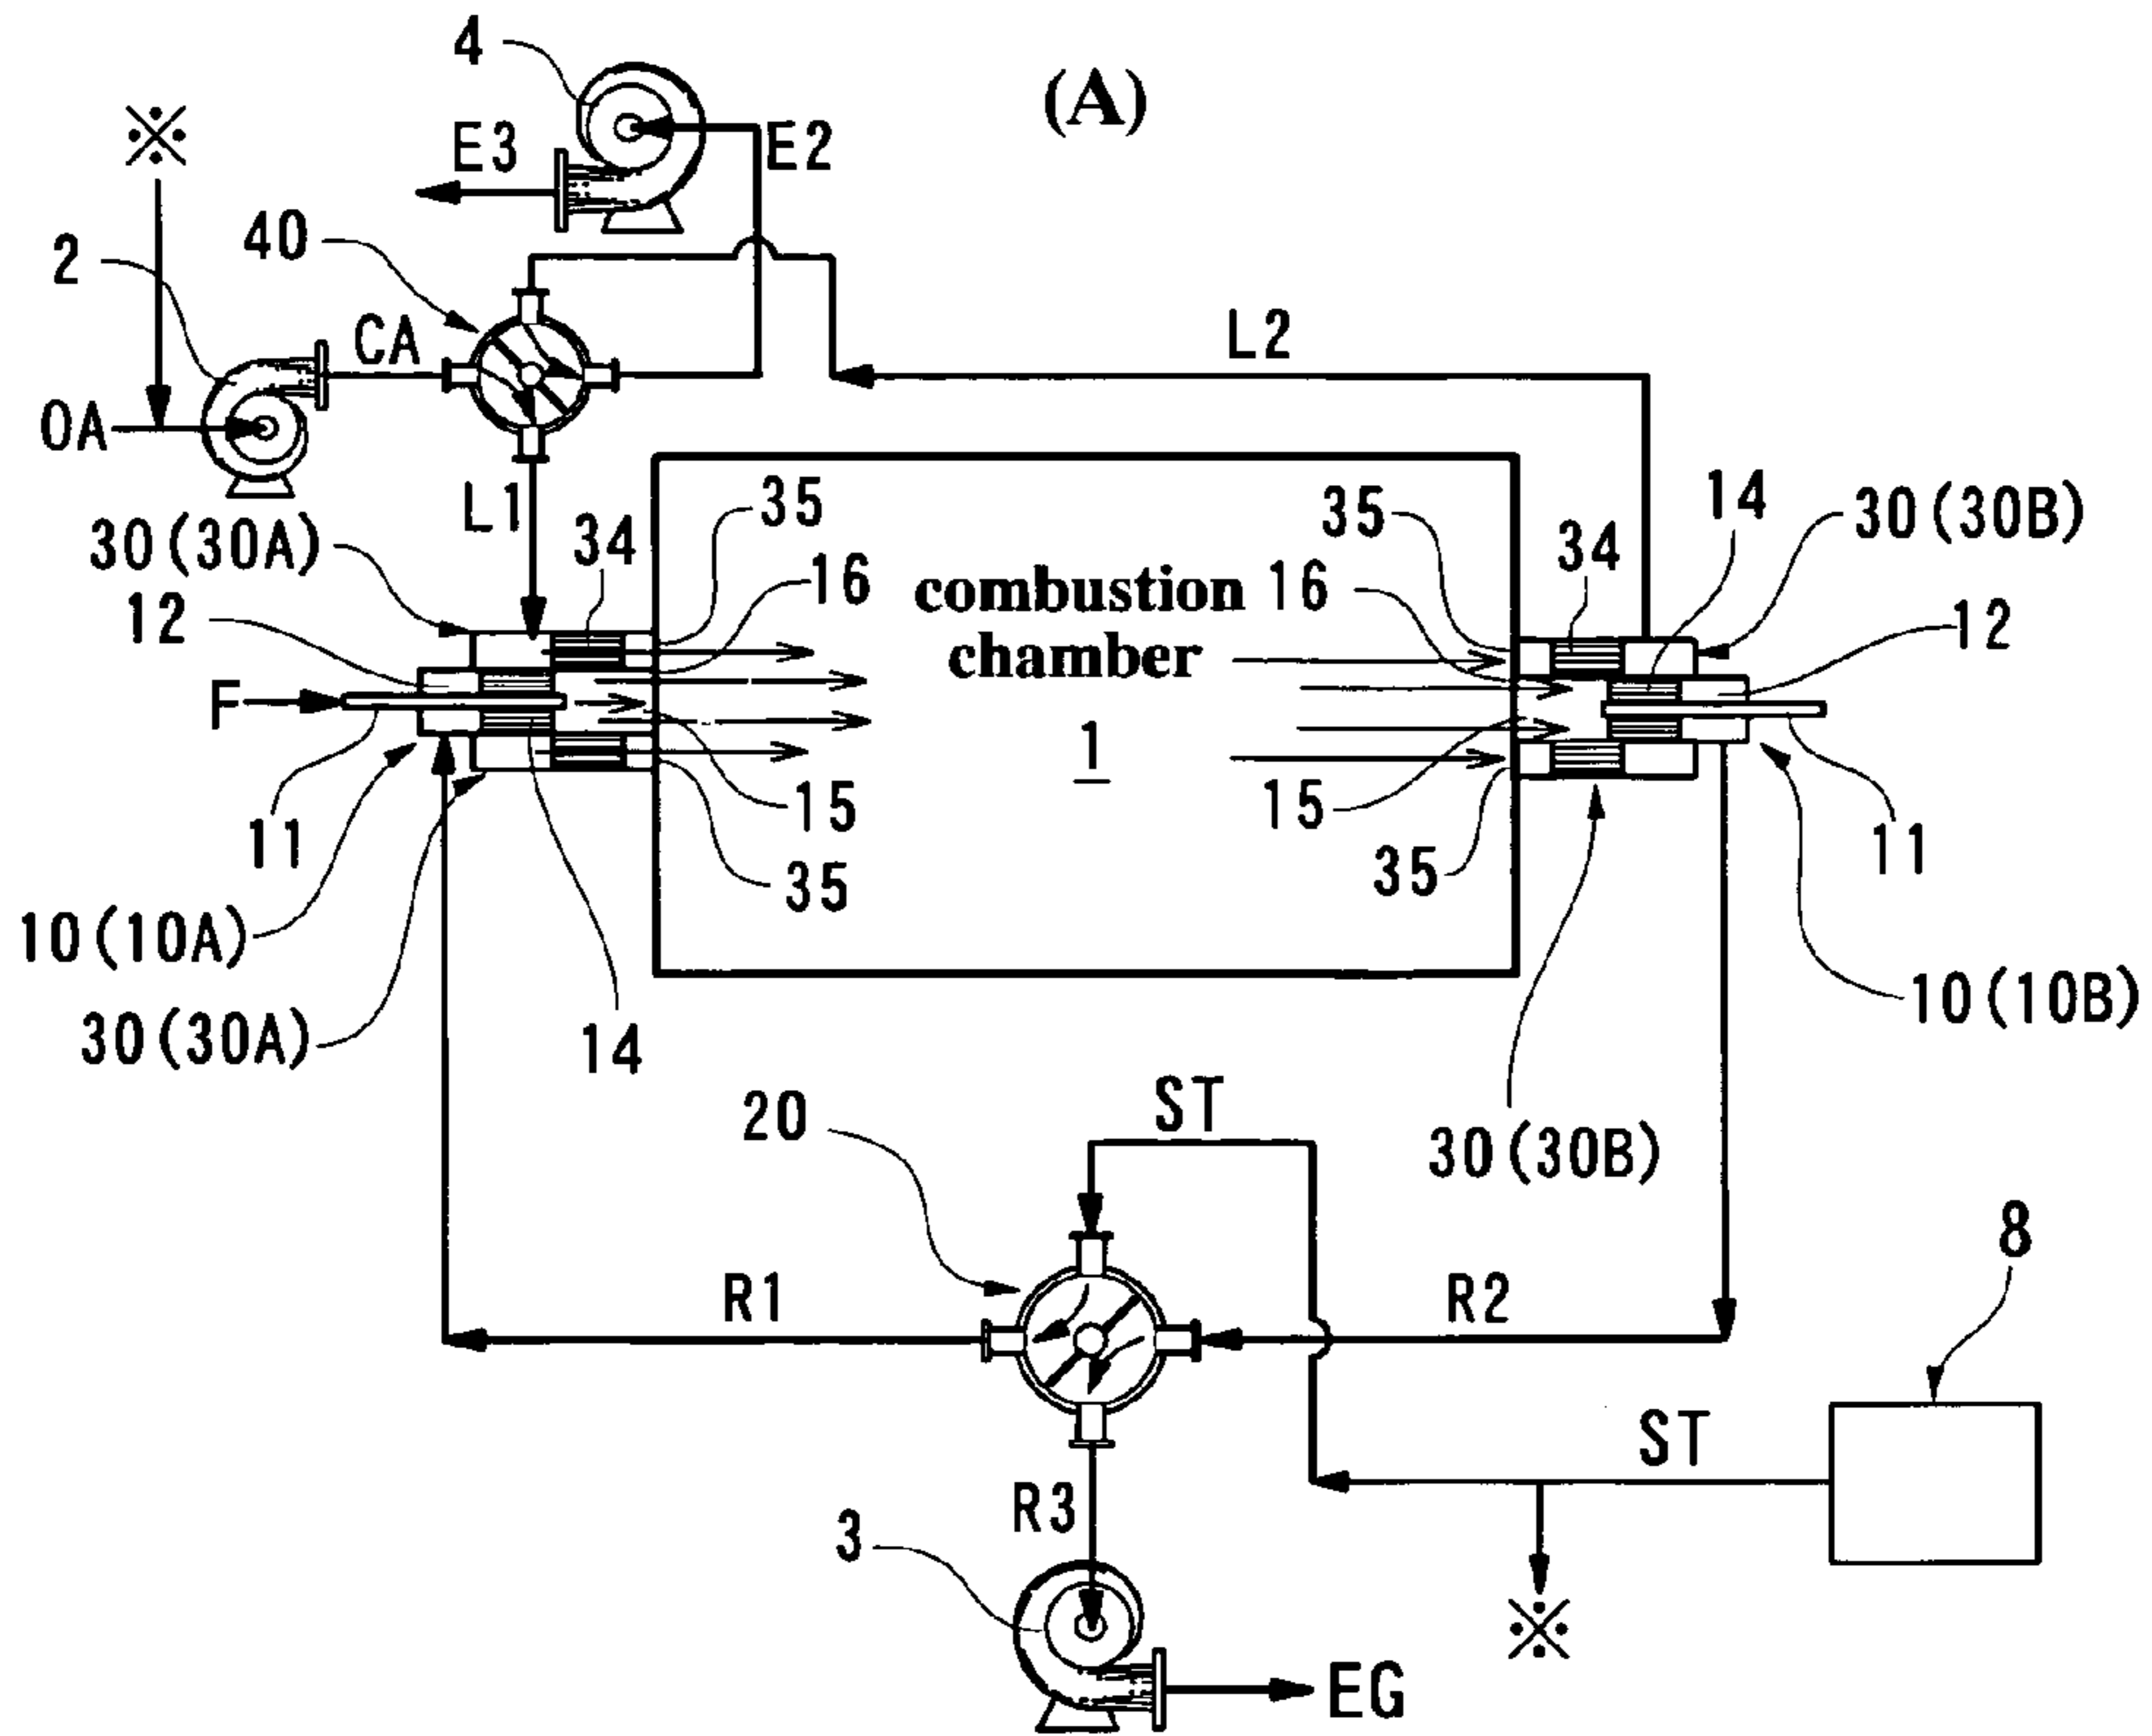 4
(A)
※
E3
E2
40
2
CA
L2
OA
L1
35
35
14
30(30B)
30(30A)
34
34
16
combustion
16
12
12
chamber
F
1
15
15
11
11
35
35
10(10A)
10(10B)
30(30A)
14
ST
20
30(30B)
8
R1
R2
ST
R3
3
※
EG